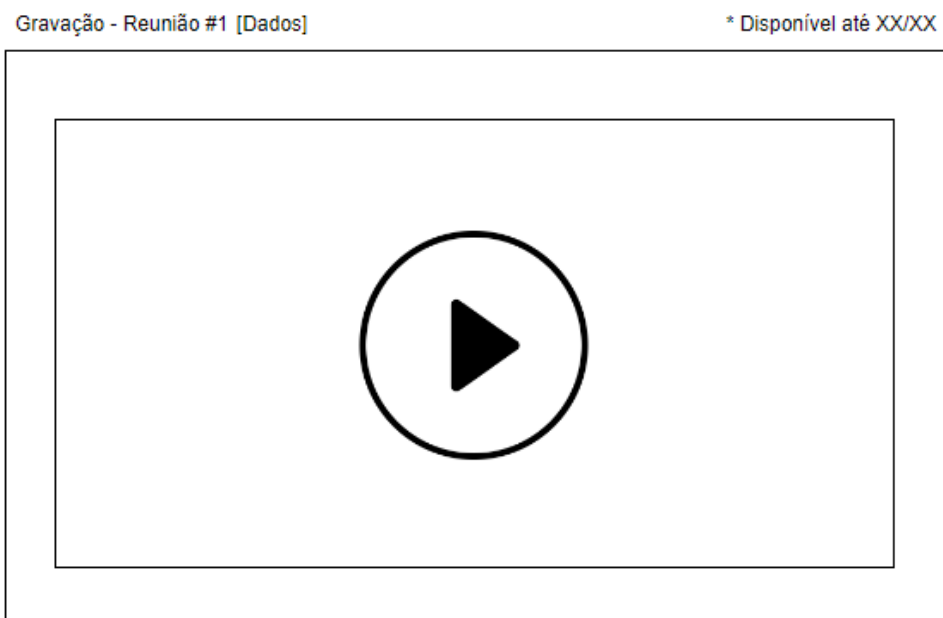 Gravação - Reunião #1 [Dados]
* Disponível até XX/XX